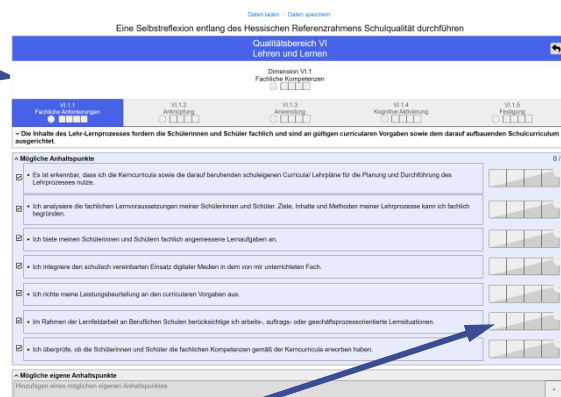 Daten laden - Daten speichern
Eine Selbstreflexion entlang des Hessischen Referenzrahmens Schulqualität durchführen
Qualitätsbereich VI
Lehren und Lernen
Dimension VI.1
Fachliche Kompetenzen
VI.1.1
Fachliche Anforderungen
VI.1.2
Anknüpfung
VI.1.3
Anwendung
VI.1.4
Kognitive Aktivierung
VI.1.5
Festigung
Die Inhalte des Lehr-Lernprozesses fordern die Schülerinnen und Schüler fachlich und sind an gültigen curricularen Vorgaben sowie dem darauf aufbauenden Schulcurriculum
ausgerichtet.
Mögliche Anhaltspunkte 0 /
• Es ist erkennbar, dass ich die Kerncurricula sowie die darauf beruhenden schuleigenen Curricula/ Lehrpläne für die Planung und Durchführung des
Lehrprozesses nutze.
• Ich analysiere die fachlichen Lernvoraussetzungen meiner Schülerinnen und Schüler. Ziele, Inhalte und Methoden meiner Lehrprozesse kann ich fachlich
begründen.
• Ich biete meinen Schülerinnen und Schülern fachlich angemessene Lernaufgaben an.
• Ich integriere den schulisch vereinbarten Einsatz digitaler Medien in dem von mir unterrichteten Fach.
• Ich richte meine Leistungsbeurteilung an den curricularen Vorgaben aus.
• Im Rahmen der Lernfeldarbeit an Beruflichen Schulen berücksichtige ich arbeits-, auftrags- oder geschäftsprozessorientierte Lernsituationen.
• Ich überprüfe, ob die Schülerinnen und Schüler die fachlichen Kompetenzen gemäß der Kerncurricula erworben haben.
Mögliche eigene Anhaltspunkte
Hinzufügen eines möglichen eigenen Anhaltspunktes +